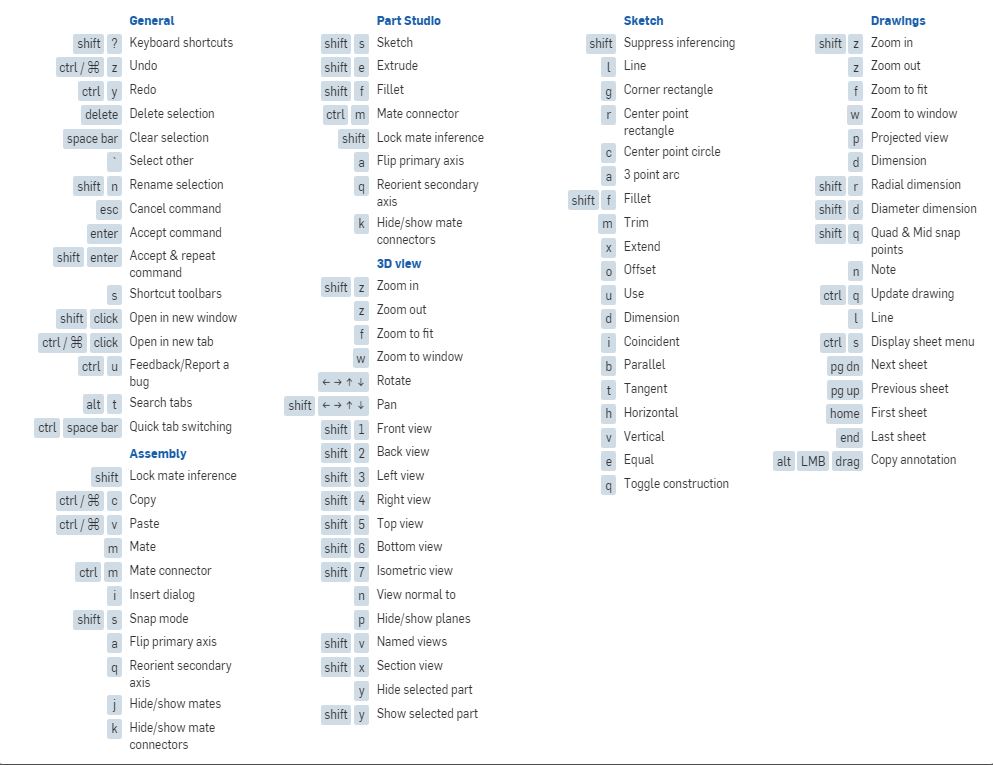 General
shift ? Keyboard shortcuts
ctrl / ⌘ z Undo
ctrl y Redo
delete Delete selection
space bar Clear selection
` Select other
shift n Rename selection
esc Cancel command
enter Accept command
shift enter Accept & repeat
command
s Shortcut toolbars
shift click Open in new window
ctrl / ⌘ click Open in new tab
ctrl u Feedback/Report a
bug
alt t Search tabs
ctrl space bar Quick tab switching
Assembly
shift Lock mate inference
ctrl / ⌘ c Copy
ctrl / ⌘ v Paste
m Mate
ctrl m Mate connector
i Insert dialog
shift s Snap mode
a Flip primary axis
q Reorient secondary
axis
j Hide/show mates
k Hide/show mate
connectors
Part Studio
shift s Sketch
shift e Extrude
shift f Fillet
ctrl m Mate connector
shift Lock mate inference
a Flip primary axis
q Reorient secondary
axis
k Hide/show mate
connectors
3D view
shift z Zoom in
z Zoom out
f Zoom to fit
w Zoom to window
← → ↑ ↓ Rotate
shift ← → ↑ ↓ Pan
shift 1 Front view
shift 2 Back view
shift 3 Left view
shift 4 Right view
shift 5 Top view
shift 6 Bottom view
shift 7 Isometric view
n View normal to
p Hide/show planes
shift v Named views
shift x Section view
y Hide selected part
shift y Show selected part
Sketch
shift Suppress inferencing
l Line
g Corner rectangle
r Center point
rectangle
c Center point circle
a 3 point arc
shift f Fillet
m Trim
x Extend
o Offset
u Use
d Dimension
i Coincident
b Parallel
t Tangent
h Horizontal
v Vertical
e Equal
q Toggle construction
Drawings
shift z Zoom in
z Zoom out
f Zoom to fit
w Zoom to window
p Projected view
d Dimension
shift r Radial dimension
shift d Diameter dimension
shift q Quad & Mid snap
points
n Note
ctrl q Update drawing
l Line
ctrl s Display sheet menu
pg dn Next sheet
pg up Previous sheet
home First sheet
end Last sheet
alt LMB drag Copy annotation